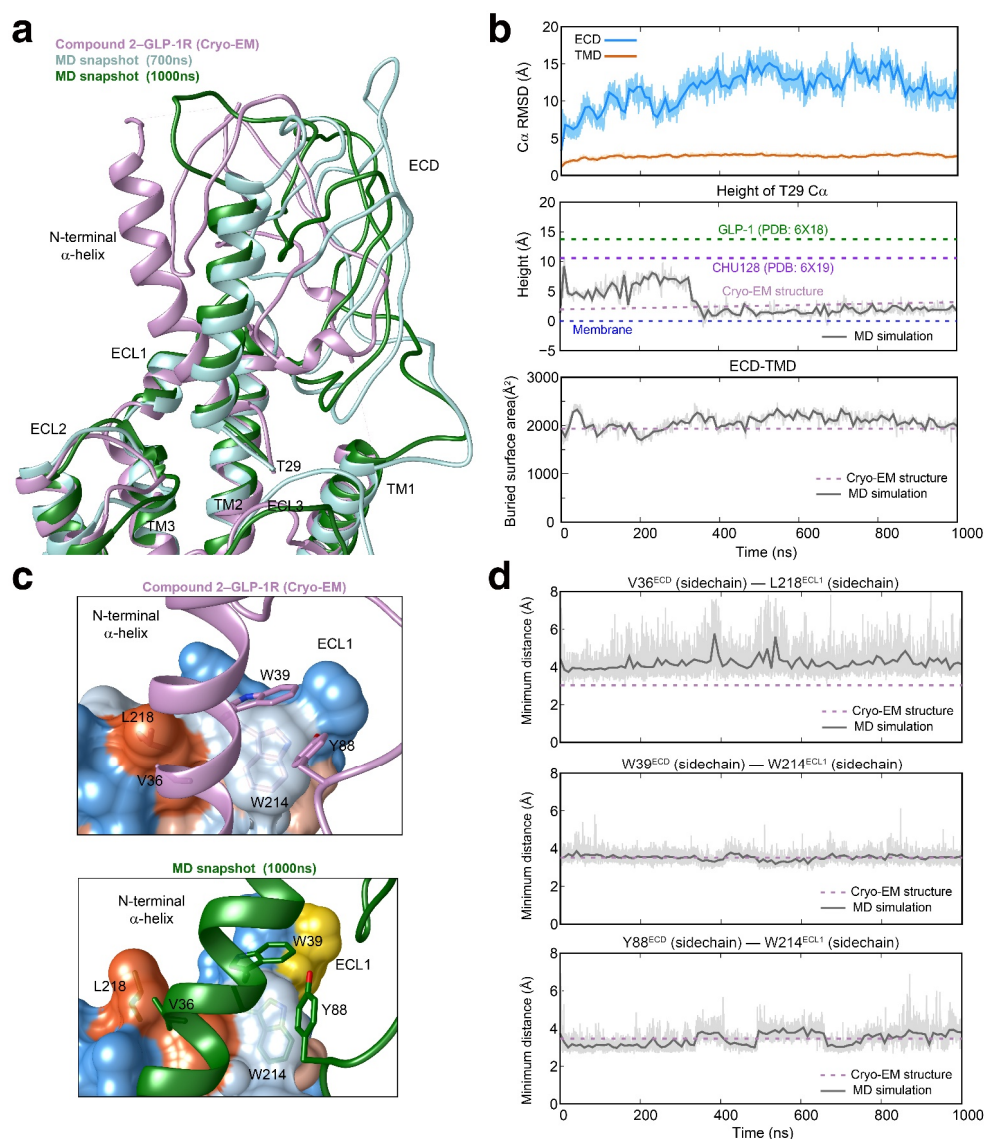 a
Compound 2–GLP-1R (Cryo-EM)
MD snapshot (700ns)
MD snapshot (1000ns)
ECD
N-terminal
α-helix
ECL1
ECL2
T29
TM1
TM2
ECL3
TM3
b
ECD
TMD
Cα RMSD (Å)
20
15
10
5
0
Height of T29 Cα
Height (Å)
20
15
10
5
0
−5
GLP-1 (PDB: 6X18)
CHU128 (PDB: 6X19)
Cryo-EM structure
Membrane
MD simulation
ECD-TMD
Buried surface area(Å²)
3000
2000
1000
0
Cryo-EM structure
MD simulation
0 200 400 600 800 1000
Time (ns)
c
Compound 2–GLP-1R (Cryo-EM)
N-terminal
α-helix
ECL1
W39
L218
Y88
V36
W214
MD snapshot (1000ns)
N-terminal
α-helix
W39
ECL1
L218
V36
Y88
W214
d
V36ECD (sidechain) — L218ECL1 (sidechain)
Minimum distance (Å)
8
6
4
2
0
Cryo-EM structure
MD simulation
W39ECD (sidechain) — W214ECL1 (sidechain)
Minimum distance (Å)
8
6
4
2
0
Cryo-EM structure
MD simulation
Y88ECD (sidechain) — W214ECL1 (sidechain)
Minimum distance (Å)
8
6
4
2
0
Cryo-EM structure
MD simulation
0 200 400 600 800 1000
Time (ns)